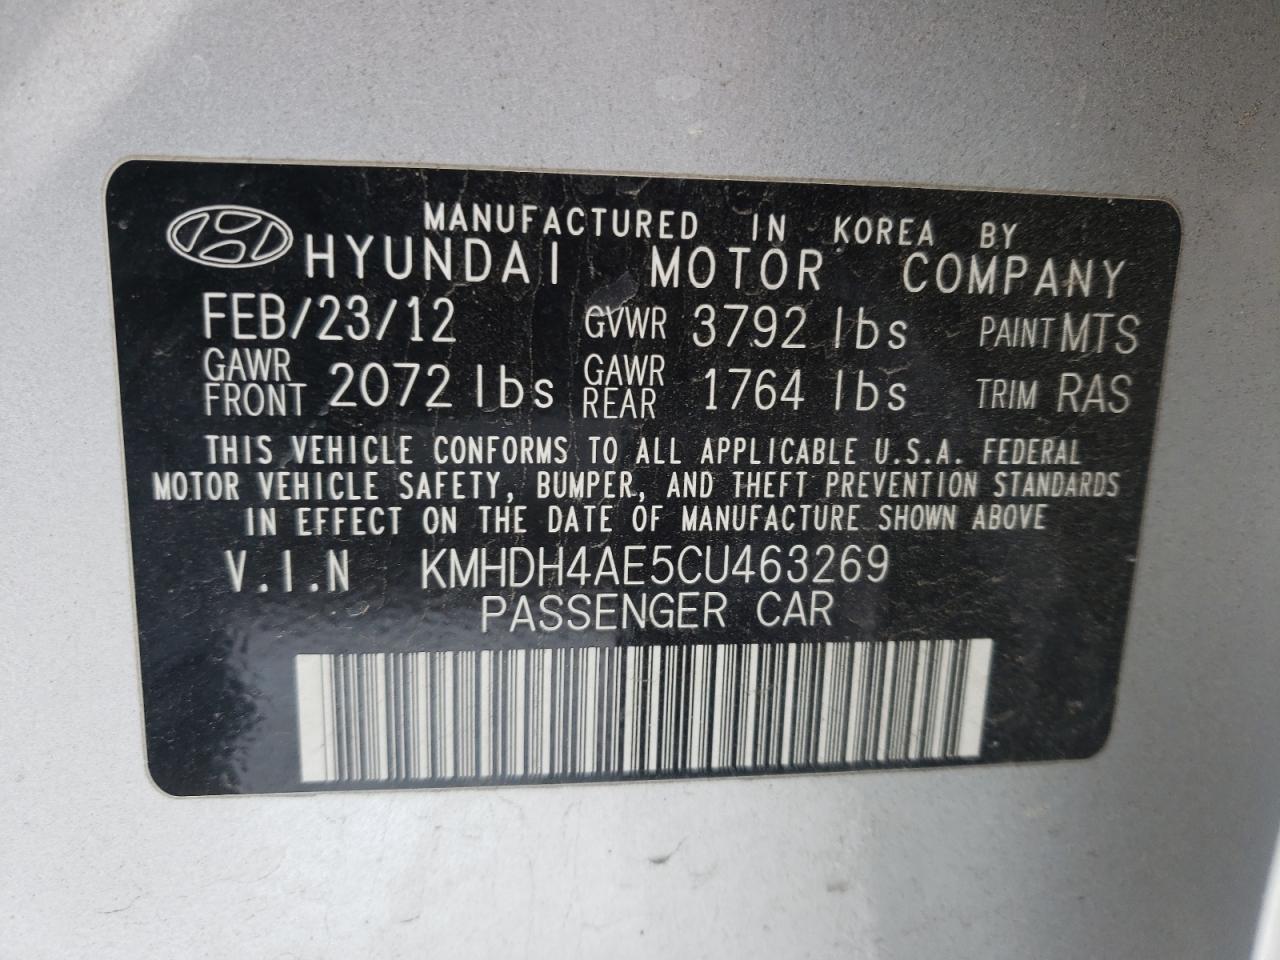 MANUFACTURED IN KOREA BY
HYUNDAI MOTOR COMPANY
FEB/23/12 GVWR 3792 lbs PAINT MTS
GAWR FRONT 2072 lbs GAWR REAR 1764 lbs TRIM RAS
THIS VEHICLE CONFORMS TO ALL APPLICABLE U.S.A. FEDERAL
MOTOR VEHICLE SAFETY, BUMPER, AND THEFT PREVENTION STANDARDS
IN EFFECT ON THE DATE OF MANUFACTURE SHOWN ABOVE
V.I.N KMHDH4AE5CU463269
PASSENGER CAR